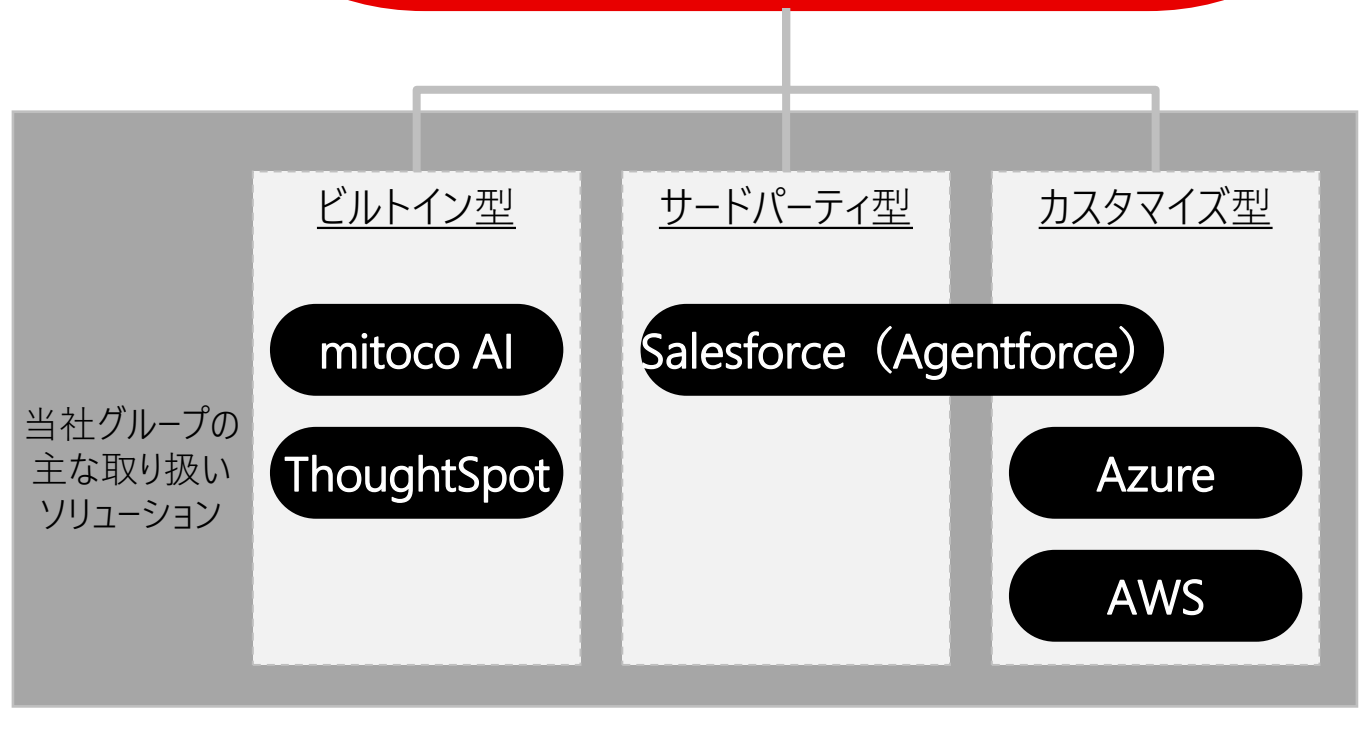 ビルトイン型
サードパーティ型
カスタマイズ型
mitoco AI
Salesforce（Agentforce）
当社グループの
主な取り扱い
ソリューション
ThoughtSpot
Azure
AWS